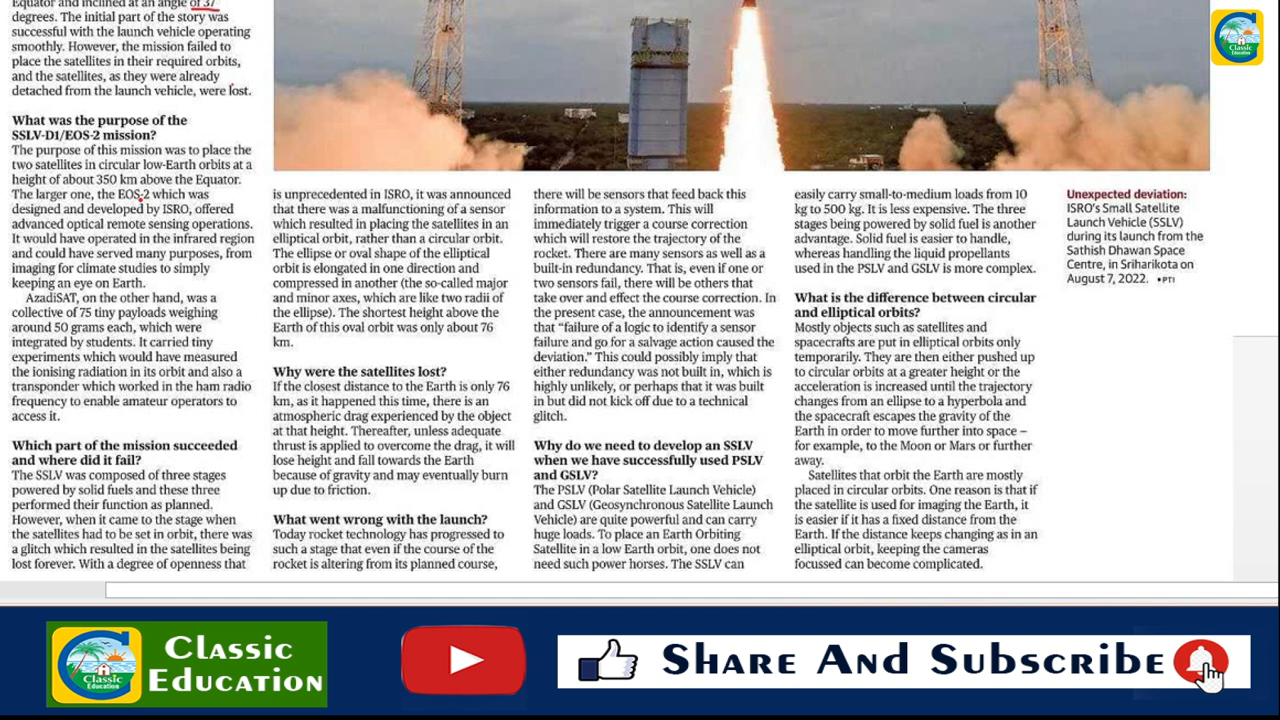 Equator and inclined at an angle of 37
degrees. The initial part of the story was
successful with the launch vehicle operating
smoothly. However, the mission failed to
place the satellites in their required orbits,
and the satellites, as they were already
detached from the launch vehicle, were lost.
What was the purpose of the
SSLV-D1/EOS-2 mission?
The purpose of this mission was to place the
two satellites in circular low-Earth orbits at a
height of about 350 km above the Equator.
The larger one, the EOS-2 which was
designed and developed by ISRO, offered
advanced optical remote sensing operations.
It would have operated in the infrared region
and could have served many purposes, from
imaging for climate studies to simply
keeping an eye on Earth.
AzadiSAT, on the other hand, was a
collective of 75 tiny payloads weighing
around 50 grams each, which were
integrated by students. It carried tiny
experiments which would have measured
the ionising radiation in its orbit and also a
transponder which worked in the ham radio
frequency to enable amateur operators to
access it.
Which part of the mission succeeded
and where did it fail?
The SSLV was composed of three stages
powered by solid fuels and these three
performed their function as planned.
However, when it came to the stage when
the satellites had to be set in orbit, there was
a glitch which resulted in the satellites being
lost forever. With a degree of openness that
is unprecedented in ISRO, it was announced
that there was a malfunctioning of a sensor
which resulted in placing the satellites in an
elliptical orbit, rather than a circular orbit.
The ellipse or oval shape of the elliptical
orbit is elongated in one direction and
compressed in another (the so-called major
and minor axes, which are like two radii of
the ellipse). The shortest height above the
Earth of this oval orbit was only about 76
km.
Why were the satellites lost?
If the closest distance to the Earth is only 76
km, as it happened this time, there is an
atmospheric drag experienced by the object
at that height. Thereafter, unless adequate
thrust is applied to overcome the drag, it will
lose height and fall towards the Earth
because of gravity and may eventually burn
up due to friction.
What went wrong with the launch?
Today rocket technology has progressed to
such a stage that even if the course of the
rocket is altering from its planned course,
there will be sensors that feed back this
information to a system. This will
immediately trigger a course correction
which will restore the trajectory of the
rocket. There are many sensors as well as a
built-in redundancy. That is, even if one or
two sensors fail, there will be others that
take over and effect the course correction. In
the present case, the announcement was
that “failure of a logic to identify a sensor
failure and go for a salvage action caused the
deviation.” This could possibly imply that
either redundancy was not built in, which is
highly unlikely, or perhaps that it was built
in but did not kick off due to a technical
glitch.
Why do we need to develop an SSLV
when we have successfully used PSLV
and GSLV?
The PSLV (Polar Satellite Launch Vehicle)
and GSLV (Geosynchronous Satellite Launch
Vehicle) are quite powerful and can carry
huge loads. To place an Earth Orbiting
Satellite in a low Earth orbit, one does not
need such power horses. The SSLV can
easily carry small-to-medium loads from 10
kg to 500 kg. It is less expensive. The three
stages being powered by solid fuel is another
advantage. Solid fuel is easier to handle,
whereas handling the liquid propellants
used in the PSLV and GSLV is more complex.
What is the difference between circular
and elliptical orbits?
Mostly objects such as satellites and
spacecrafts are put in elliptical orbits only
temporarily. They are then either pushed up
to circular orbits at a greater height or the
acceleration is increased until the trajectory
changes from an ellipse to a hyperbola and
the spacecraft escapes the gravity of the
Earth in order to move further into space –
for example, to the Moon or Mars or further
away.
Satellites that orbit the Earth are mostly
placed in circular orbits. One reason is that if
the satellite is used for imaging the Earth, it
is easier if it has a fixed distance from the
Earth. If the distance keeps changing as in an
elliptical orbit, keeping the cameras
focussed can become complicated.
Unexpected deviation:
ISRO's Small Satellite
Launch Vehicle (SSLV)
during its launch from the
Sathish Dhawan Space
Centre, in Sriharikota on
August 7, 2022. •PTI
Classic
Education
Classic
Education
Classic
Education
Share And Subscribe